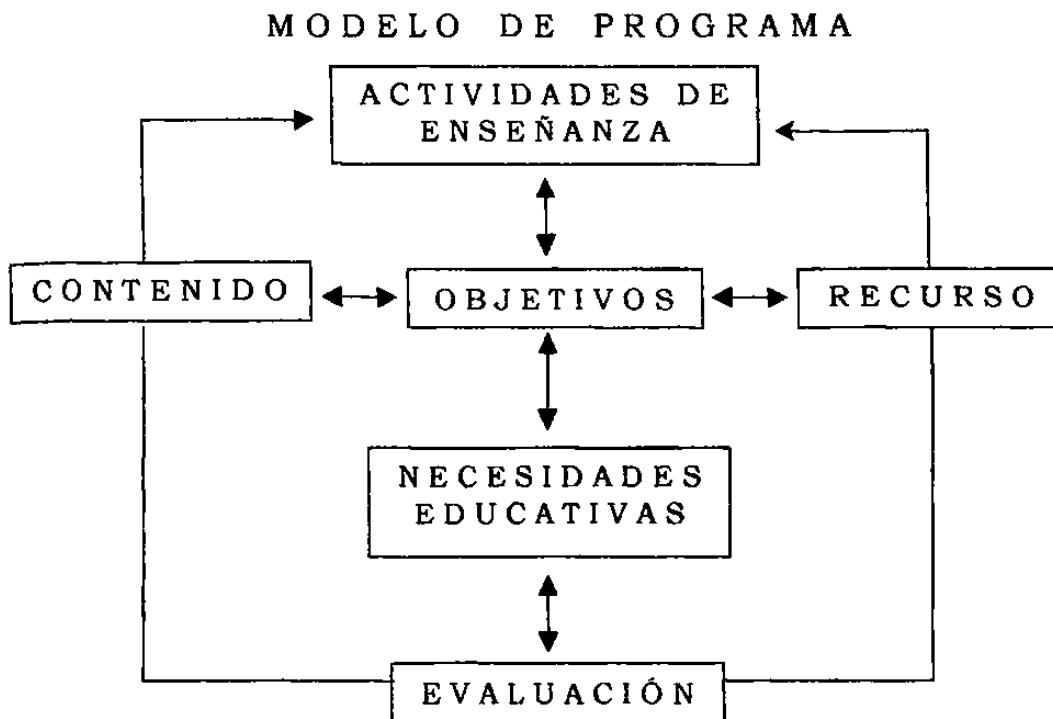 MODELO DE PROGRAMA
ACTIVIDADES DE
ENSEÑANZA
CONTENIDO
OBJETIVOS
RECURSO
NECESIDADES
EDUCATIVAS
EVALUACIÓN